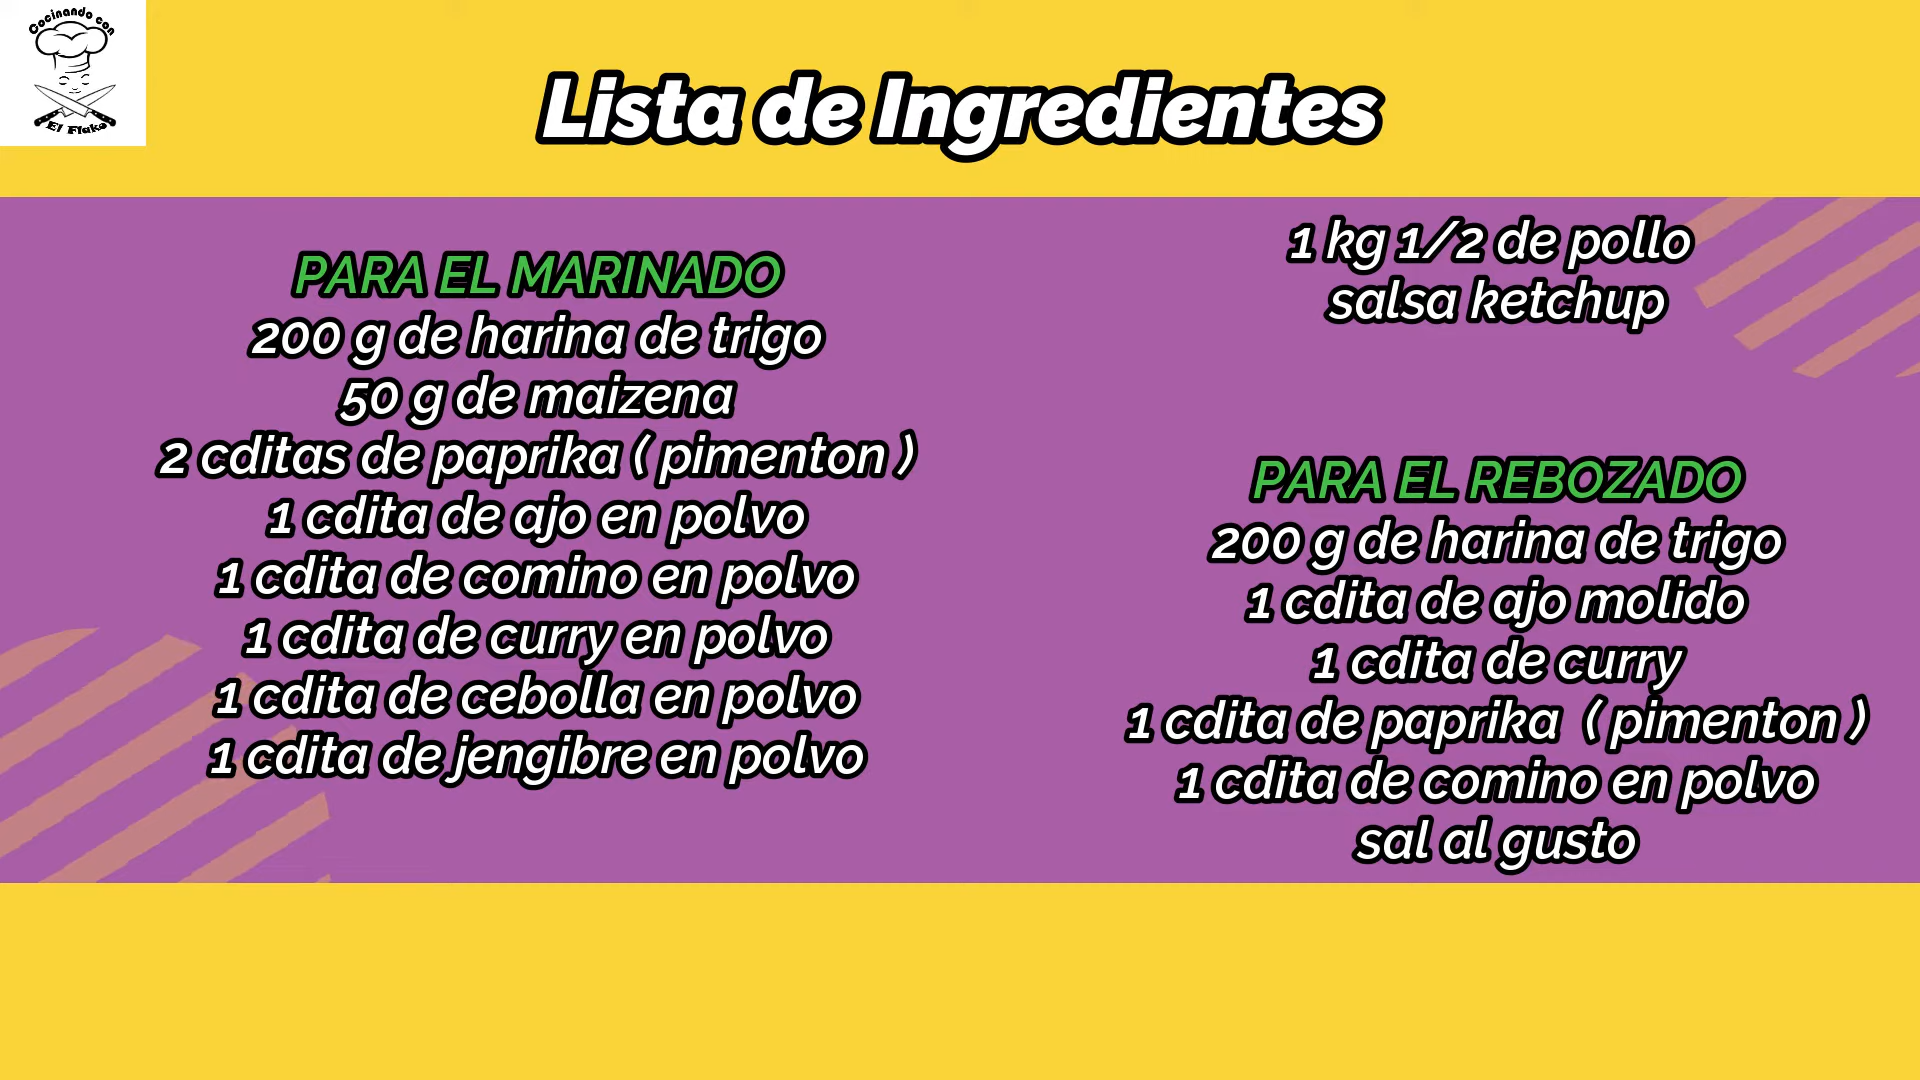 Cocinando con
El Flako
Lista de Ingredientes
PARA EL MARINADO
200 g de harina de trigo
50 g de maizena
2 cditas de paprika ( pimenton )
1 cdita de ajo en polvo
1 cdita de comino en polvo
1 cdita de curry en polvo
1 cdita de cebolla en polvo
1 cdita de jengibre en polvo
1 kg 1/2 de pollo
salsa ketchup
PARA EL REBOZADO
200 g de harina de trigo
1 cdita de ajo molido
1 cdita de curry
1 cdita de paprika ( pimenton )
1 cdita de comino en polvo
sal al gusto